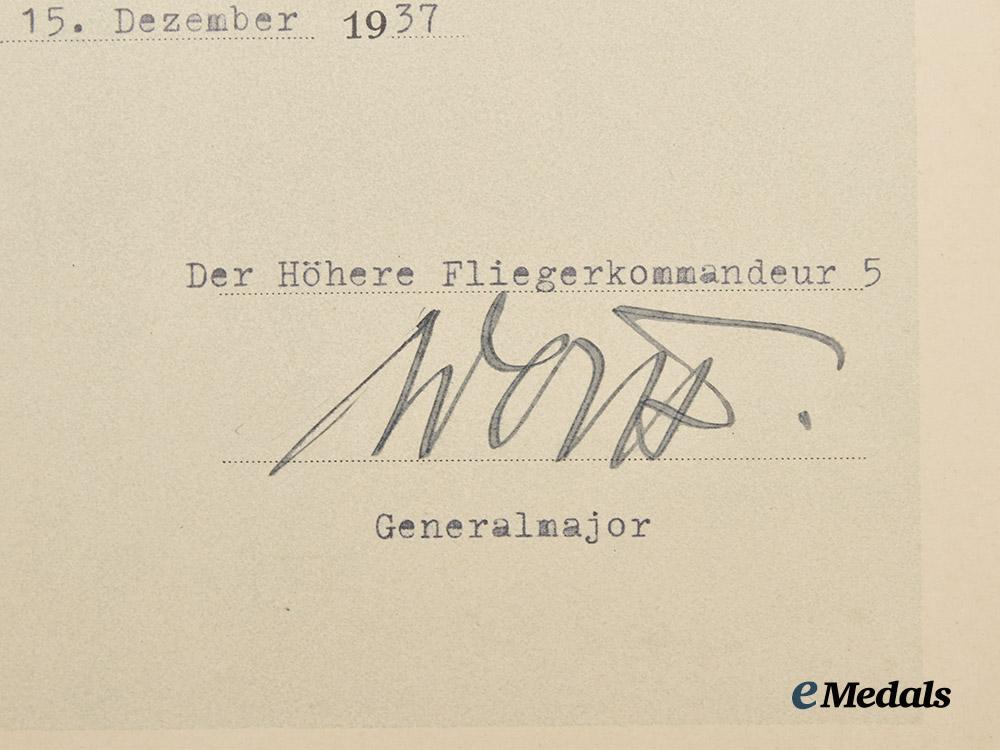 15. Dezember 1937
Der Höhere Fliegerkommandeur 5
Generalmajor
eMedals